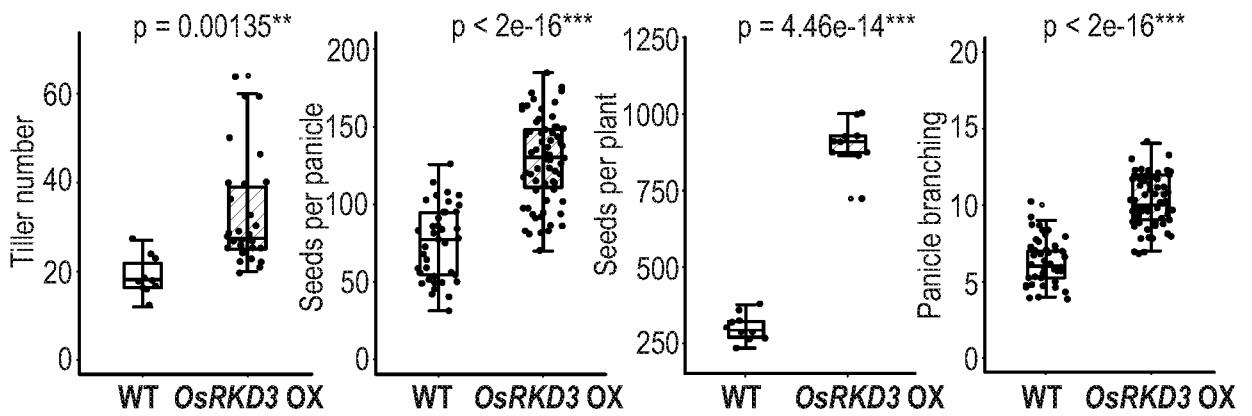 p = 0.00135**
Tiller number
60
40
20
0
WT OsRKD3 OX
p < 2e-16***
Seeds per panicle
200
150
100
50
0
WT OsRKD3 OX
p = 4.46e-14***
Seeds per plant
1250
1000
750
500
250
WT OsRKD3 OX
p < 2e-16***
Panicle branching
20
15
10
5
0
WT OsRKD3 OX